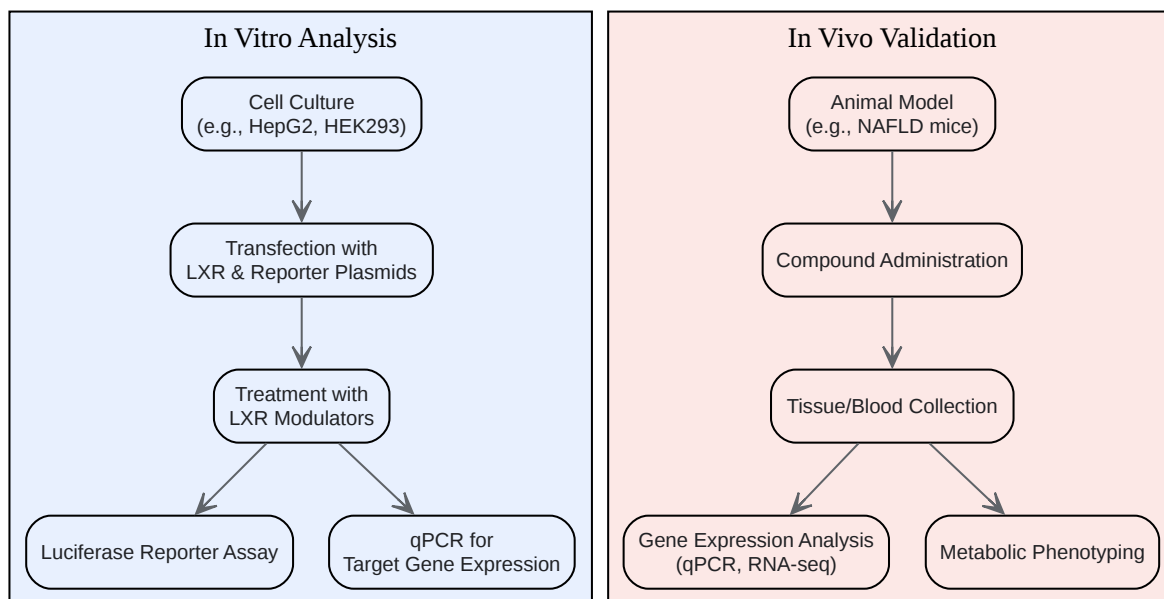 In Vitro Analysis
Cell Culture
(e.g., HepG2, HEK293)
Transfection with
LXR & Reporter Plasmids
Treatment with
LXR Modulators
Luciferase Reporter Assay
qPCR for
Target Gene Expression
In Vivo Validation
Animal Model
(e.g., NAFLD mice)
Compound Administration
Tissue/Blood Collection
Gene Expression Analysis
(qPCR, RNA-seq)
Metabolic Phenotyping